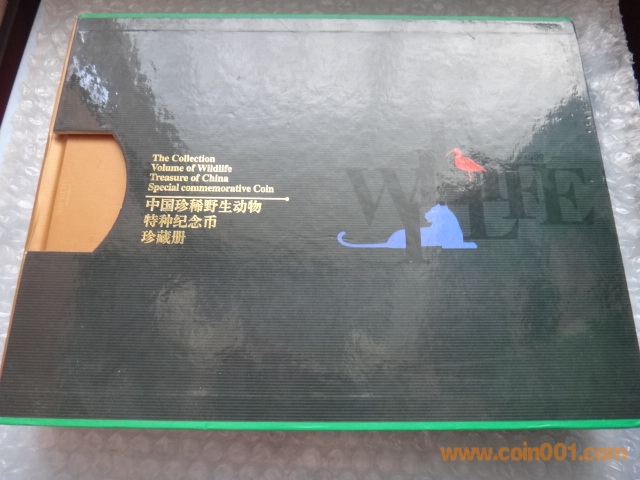 The Collection
Volume of Wildlife
Treasure of China
Special commemorative Coin
中国珍稀野生动物
特种纪念币
珍藏册
WILDLIFE
www.coin001.com